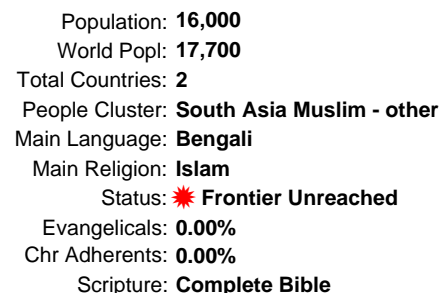 Population: 16,000
World Popl: 17,700
Total Countries: 2
People Cluster: South Asia Muslim - other
Main Language: Bengali
Main Religion: Islam
Status: Frontier Unreached
Evangelicals: 0.00%
Chr Adherents: 0.00%
Scripture: Complete Bible